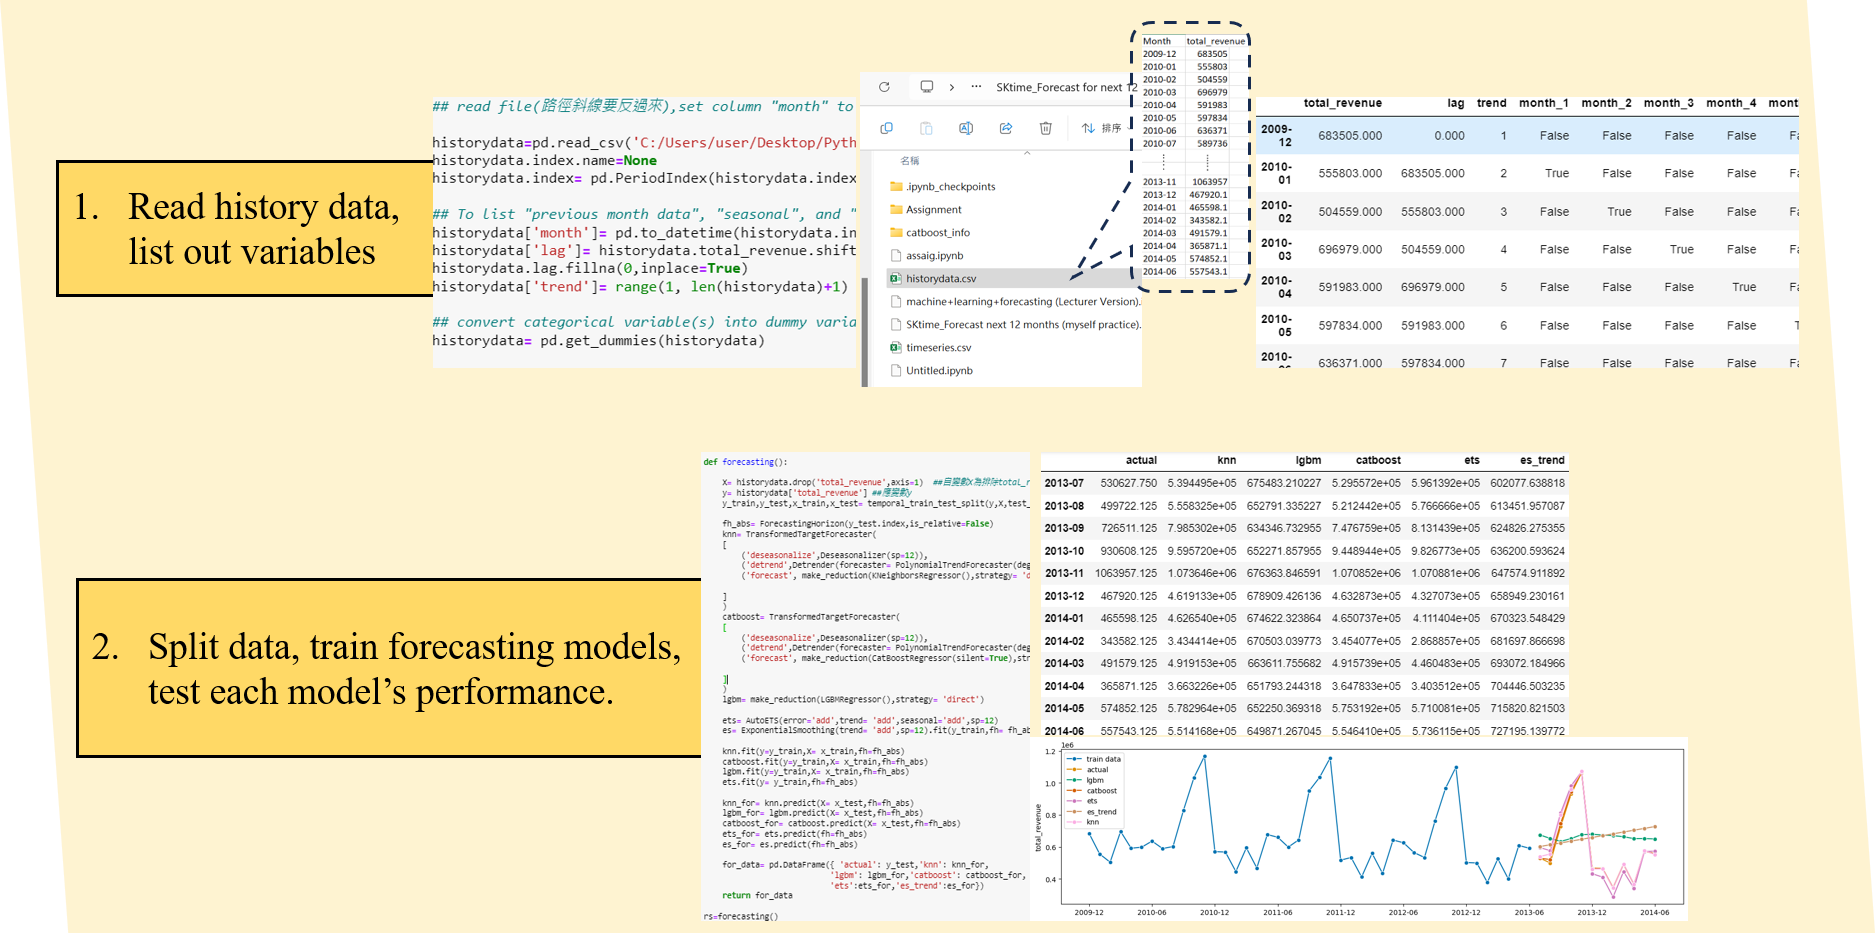 1. Read history data,
list out variables
## read file(路徑斜線要反過來),set column "month" to
historydata=pd.read_csv('C:/Users/user/Desktop/Pyth
historydata.index.name=None
historydata.index= pd.PeriodIndex(historydata.index
## To list "previous month data", "seasonal", and "
historydata['month']= pd.to_datetime(historydata.in
historydata['lag']= historydata.total_revenue.shift
historydata.lag.fillna(0,inplace=True)
historydata['trend']= range(1, len(historydata)+1)
## convert categorical variable(s) into dummy varia
historydata= pd.get_dummies(historydata)
SKtime_Forecast for next 12
排序
名稱
.ipynb_checkpoints
Assignment
catboost_info
assaig.ipynb
historydata.csv
machine+learning+forecasting (Lecturer Version).
SKtime_Forecast next 12 months (myself practice).
timeseries.csv
Untitled.ipynb
Month total_revenue
2009-12 683505
2010-01 555803
2010-02 504559
2010-03 696979
2010-04 591983
2010-05 597834
2010-06 636371
2010-07 589736
2013-11 1063957
2013-12 467920.1
2014-01 465598.1
2014-02 343582.1
2014-03 491579.1
2014-04 365871.1
2014-05 574852.1
2014-06 557543.1
total_revenue lag trend month_1 month_2 month_3 month_4 mont
2009-12 683505.000 0.000 1 False False False False Fa
2010-01 555803.000 683505.000 2 True False False False Fa
2010-02 504559.000 555803.000 3 False True False False Fa
2010-03 696979.000 504559.000 4 False False True False Fa
2010-04 591983.000 696979.000 5 False False False True Fa
2010-05 597834.000 591983.000 6 False False False False T
2010-06 636371.000 597834.000 7 False False False False Fa
2. Split data, train forecasting models,
test each model’s performance.
def forecasting():
X= historydata.drop('total_revenue',axis=1) ##自變數X為排除total_r
y= historydata['total_revenue'] ##應變數y
y_train,y_test,x_train,x_test= temporal_train_test_split(y,X,test_
fh_abs= ForecastingHorizon(y_test.index,is_relative=False)
knn= TransformedTargetForecaster(
[
('deseasonalize',Deseasonalizer(sp=12)),
('detrend',Detrender(forecaster= PolynomialTrendForecaster(deg
('forecast', make_reduction(KNeighborsRegressor(),strategy= 'd
]
)
catboost= TransformedTargetForecaster(
[
('deseasonalize',Deseasonalizer(sp=12)),
('detrend',Detrender(forecaster= PolynomialTrendForecaster(deg
('forecast', make_reduction(CatBoostRegressor(silent=True),str
]
)
lgbm= make_reduction(LGBMRegressor(),strategy= 'direct')
ets= AutoETS(error='add',trend= 'add',seasonal='add',sp=12)
es= ExponentialSmoothing(trend= 'add',sp=12).fit(y_train,fh= fh_ab
knn.fit(y=y_train,X= x_train,fh=fh_abs)
catboost.fit(y=y_train,X= x_train,fh=fh_abs)
lgbm.fit(y=y_train,X= x_train,fh=fh_abs)
ets.fit(y= y_train,fh=fh_abs)
knn_for= knn.predict(X= x_test,fh=fh_abs)
lgbm_for= lgbm.predict(X= x_test,fh=fh_abs)
catboost_for= catboost.predict(X= x_test,fh=fh_abs)
ets_for= ets.predict(fh=fh_abs)
es_for= es.predict(fh=fh_abs)
for_data= pd.DataFrame({ 'actual': y_test,'knn': knn_for,
'lgbm': lgbm_for,'catboost': catboost_for,
'ets':ets_for,'es_trend':es_for})
return for_data
rs=forecasting()
actual knn lgbm catboost ets es_trend
2013-07 530627.750 5.394495e+05 675483.210227 5.295572e+05 5.961392e+05 602077.638818
2013-08 499722.125 5.558325e+05 652791.335227 5.212442e+05 5.766666e+05 613451.957087
2013-09 726511.125 7.985302e+05 634346.732955 7.476759e+05 8.131439e+05 624826.275355
2013-10 930608.125 9.595720e+05 652271.857955 9.448944e+05 9.826773e+05 636200.593624
2013-11 1063957.125 1.073646e+06 676363.846591 1.070852e+06 1.070881e+06 647574.911892
2013-12 467920.125 4.619133e+05 678909.426136 4.632873e+05 4.327073e+05 658949.230161
2014-01 465598.125 4.626540e+05 674622.323864 4.650737e+05 4.111404e+05 670323.548429
2014-02 343582.125 3.434414e+05 670503.039773 3.454077e+05 2.868857e+05 681697.866698
2014-03 491579.125 4.919153e+05 663611.755682 4.915739e+05 4.460483e+05 693072.184966
2014-04 365871.125 3.663226e+05 651793.244318 3.647833e+05 3.403512e+05 704446.503235
2014-05 574852.125 5.782964e+05 652250.369318 5.753192e+05 5.710081e+05 715820.821503
2014-06 557543.125 5.514168e+05 649871.267045 5.546410e+05 5.736115e+05 727195.139772
1e6
1.2
1.0
0.8
0.6
0.4
total_revenue
train data
actual
lgbm
catboost
ets
es_trend
knn
2009-12 2010-06 2010-12 2011-06 2011-12 2012-06 2012-12 2013-06 2013-12 2014-06